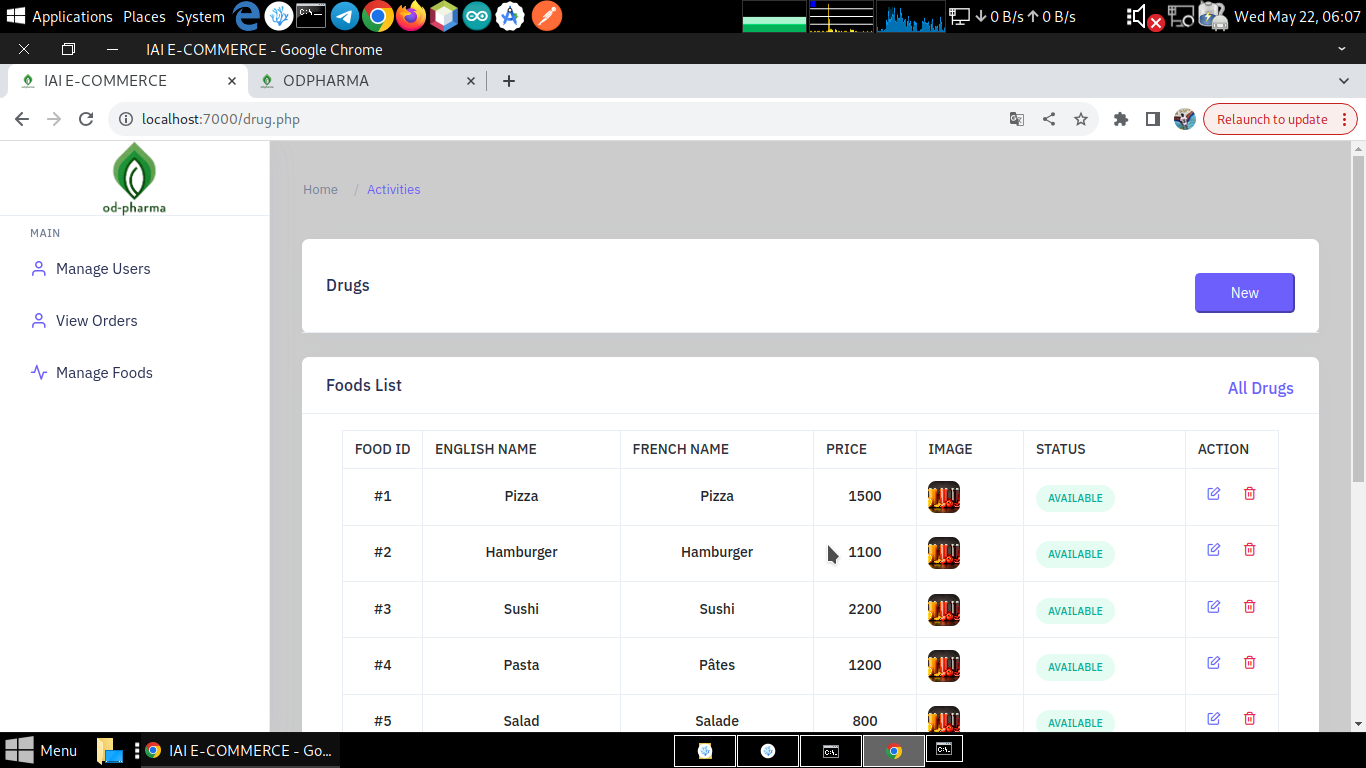 Applications Places System 0 B/s 0 B/s Wed May 22, 06:07
IAI E-COMMERCE - Google Chrome
IAI E-COMMERCE ODPHARMA
localhost:7000/drug.php Relaunch to update
od-pharma
MAIN
Manage Users
View Orders
Manage Foods
Home / Activities
Drugs
New
Foods List
All Drugs
FOOD ID ENGLISH NAME FRENCH NAME PRICE IMAGE STATUS ACTION
#1 Pizza Pizza 1500 AVAILABLE
#2 Hamburger Hamburger 1100 AVAILABLE
#3 Sushi Sushi 2200 AVAILABLE
#4 Pasta Pâtes 1200 AVAILABLE
#5 Salad Salade 800 AVAILABLE
Menu IAI E-COMMERCE - Go...